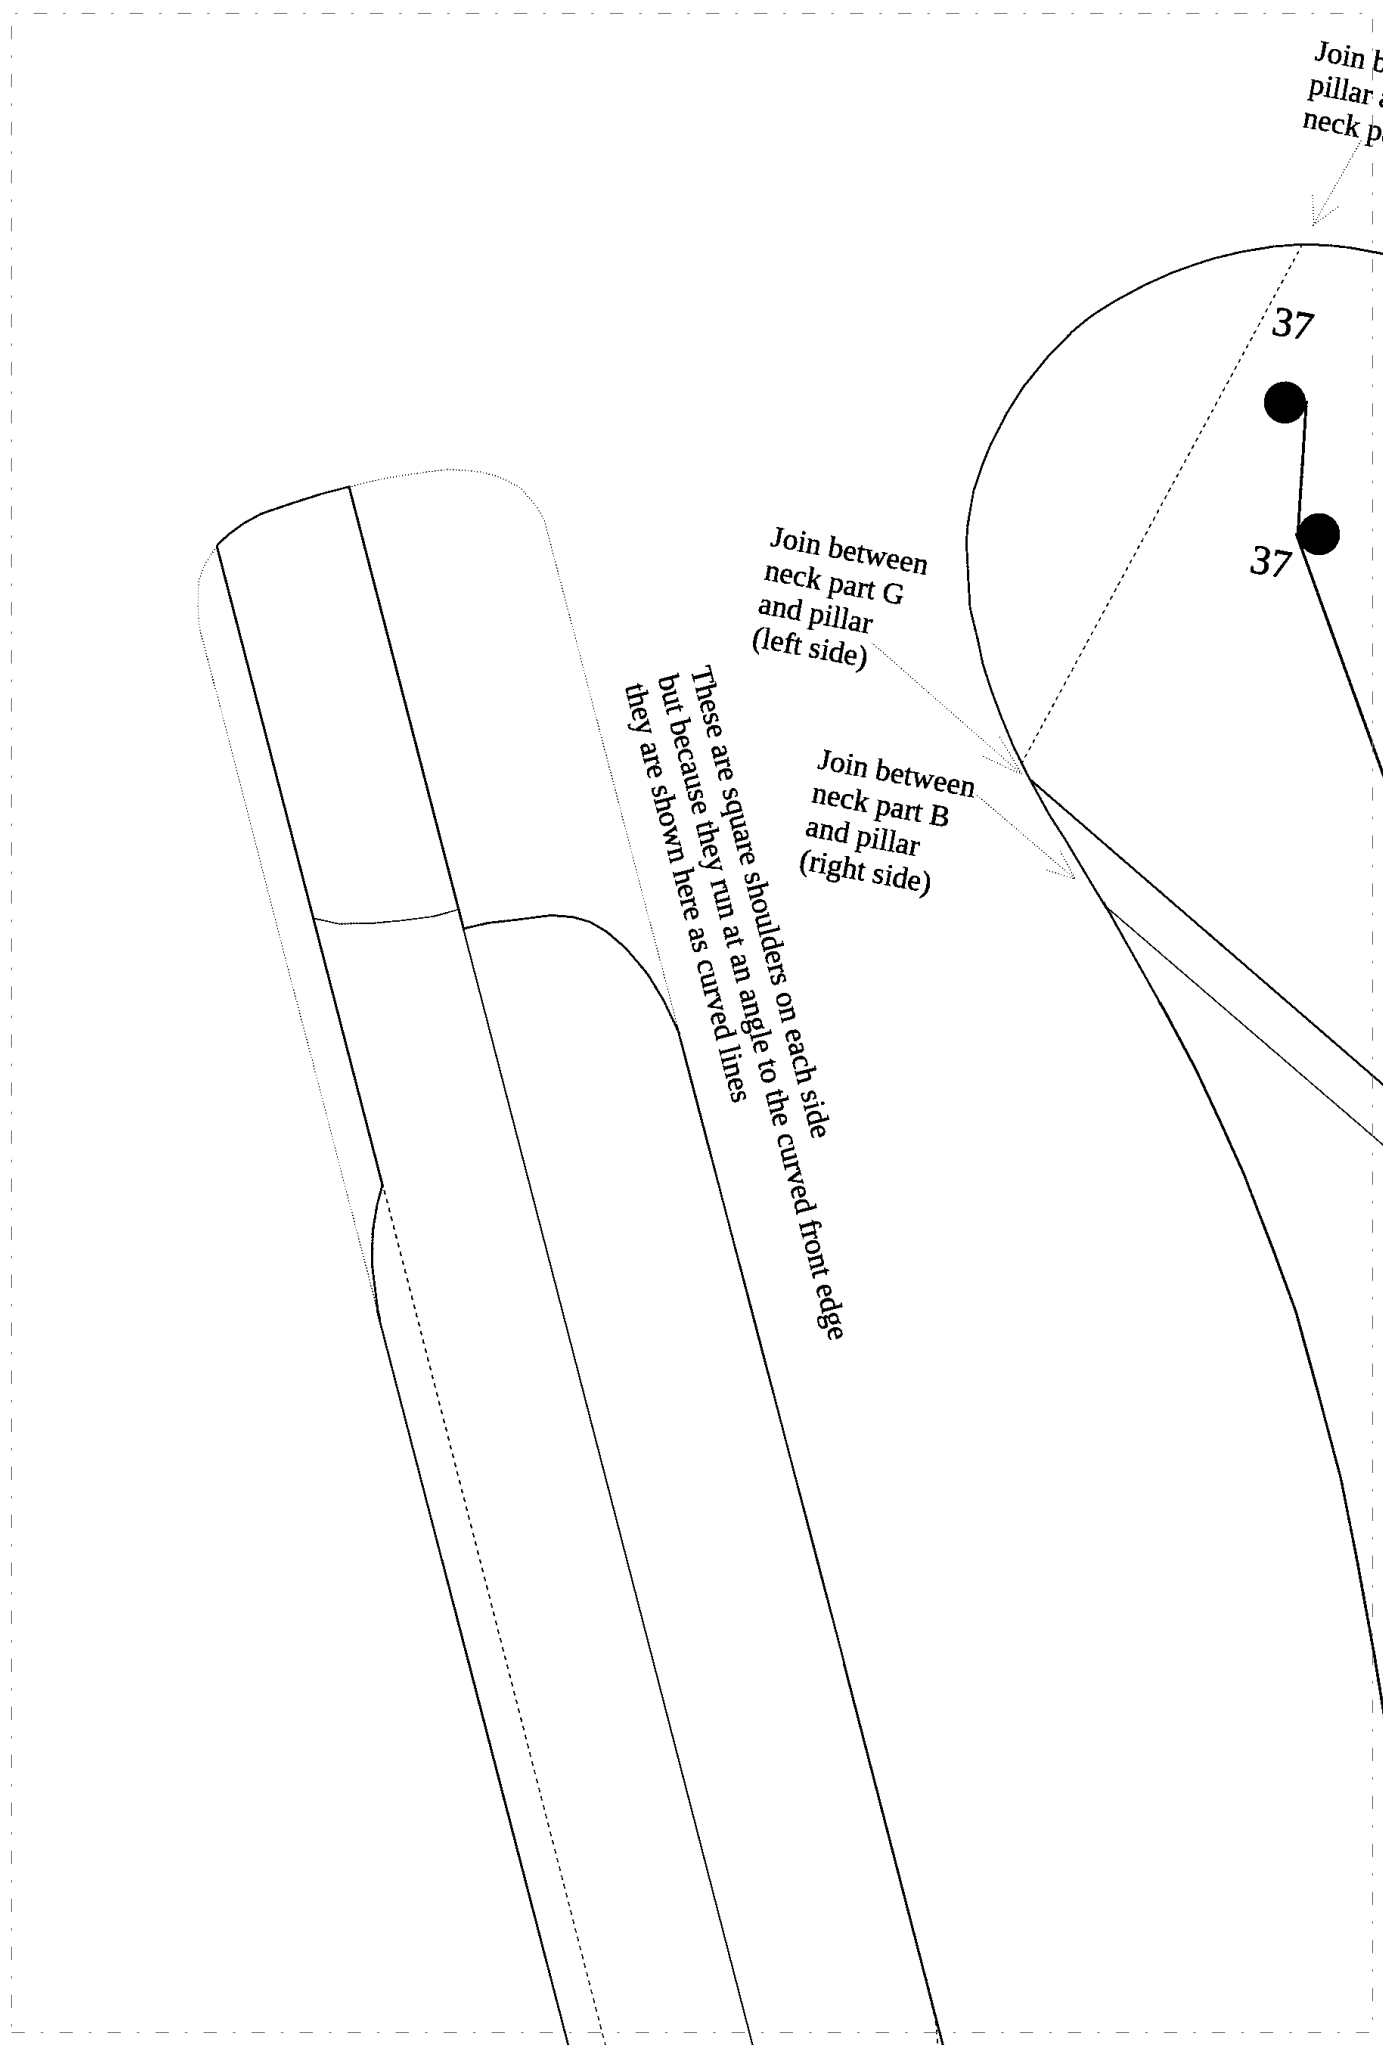 Join b
pillar
neck p
37
37
Join between
neck part G
and pillar
(left side)
Join between
neck part B
and pillar
(right side)
These are square shoulders on each side
but because they run at an angle to the curved front edge
they are shown here as curved lines